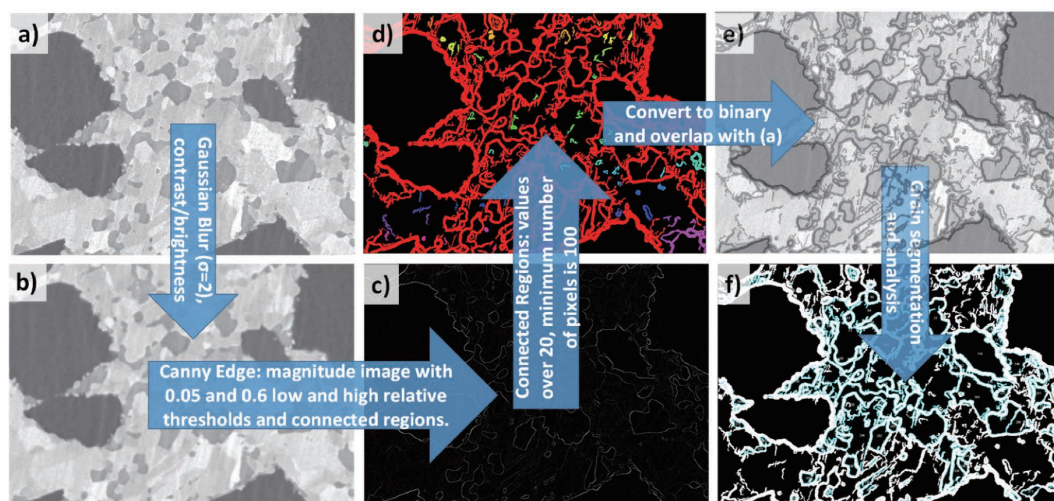 a)
Gaussian Blur (σ=2),
contrast/brightness
b)
Canny Edge: magnitude image with
0.05 and 0.6 low and high relative
thresholds and connected regions.
c)
Connected Regions: values
over 20, minimum number
of pixels is 100
d)
Convert to binary
and overlap with (a)
e)
Grain segmentation
and analysis
f)